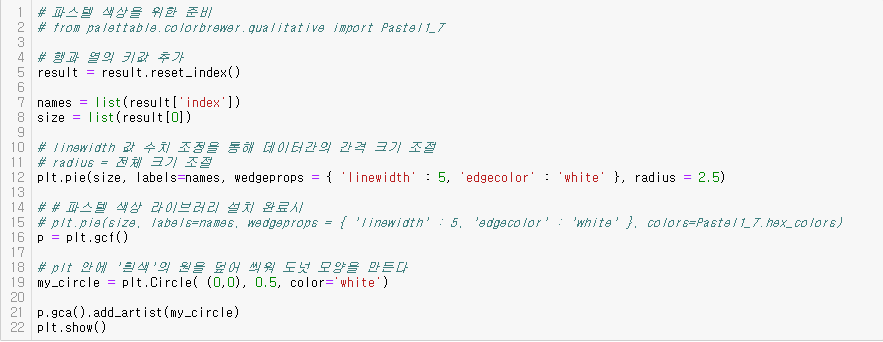 1 # 파스텔 색상을 위한 준비
2 # from palettable.colorbrewer.qualitative import Pastel1_7
3
4 # 행과 열의 키값 추가
5 result = result.reset_index()
6
7 names = list(result['index'])
8 size = list(result[0])
9
10 # linewidth 값 수치 조정을 통해 데이터간의 간격 크기 조절
11 # radius = 전체 크기 조절
12 plt.pie(size, labels=names, wedgeprops = { 'linewidth' : 5, 'edgecolor' : 'white' }, radius = 2.5)
13
14 # # 파스텔 색상 라이브러리 설치 완료시
15 # plt.pie(size, labels=names, wedgeprops = { 'linewidth' : 5, 'edgecolor' : 'white' }, colors=Pastel1_7.hex_colors)
16 p = plt.gcf()
17
18 # plt 안에 '흰색'의 원을 덮어 씌워 도넛 모양을 만든다
19 my_circle = plt.Circle( (0,0), 0.5, color='white')
20
21 p.gca().add_artist(my_circle)
22 plt.show()